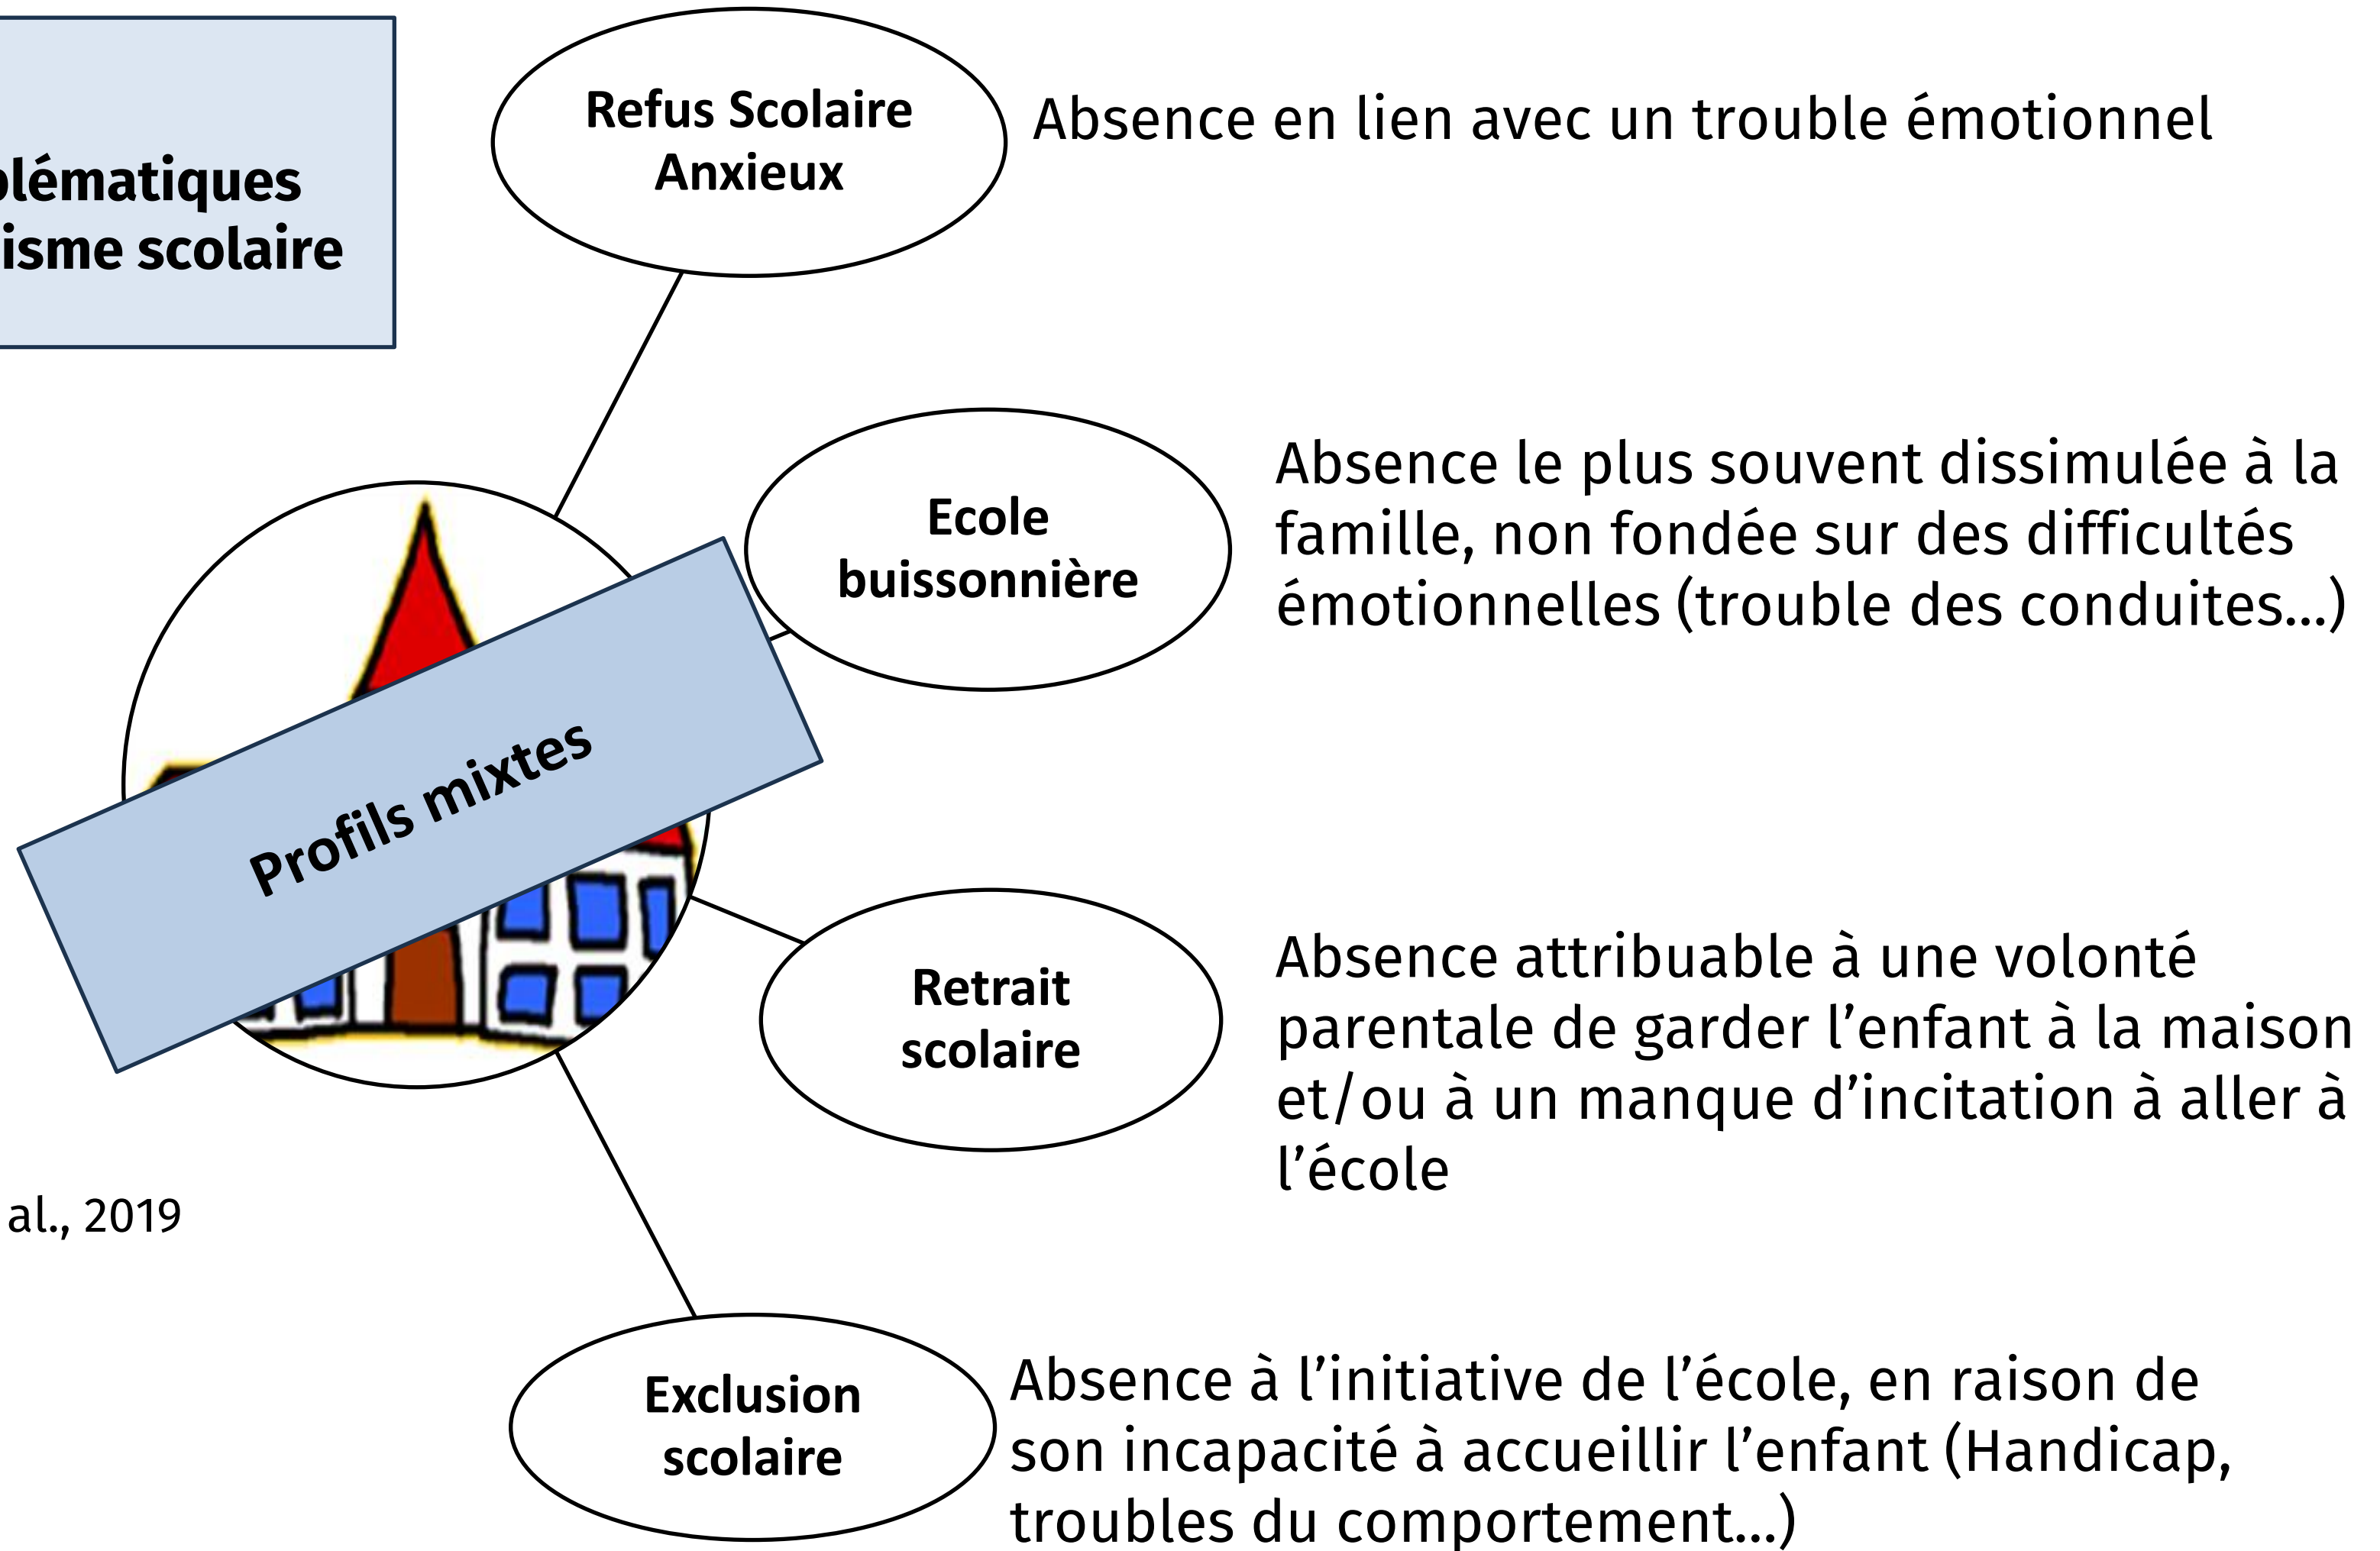 blématiques
isme scolaire
Refus Scolaire
Anxieux
Absence en lien avec un trouble émotionnel
Ecole
buissonnière
Absence le plus souvent dissimulée à la
famille, non fondée sur des difficultés
émotionnelles (trouble des conduites...)
Profils mixtes
Retrait
scolaire
Absence attribuable à une volonté
parentale de garder l’enfant à la maison
et/ou à un manque d’incitation à aller à
l’école
al., 2019
Exclusion
scolaire
Absence à l’initiative de l’école, en raison de
son incapacité à accueillir l’enfant (Handicap,
troubles du comportement...)